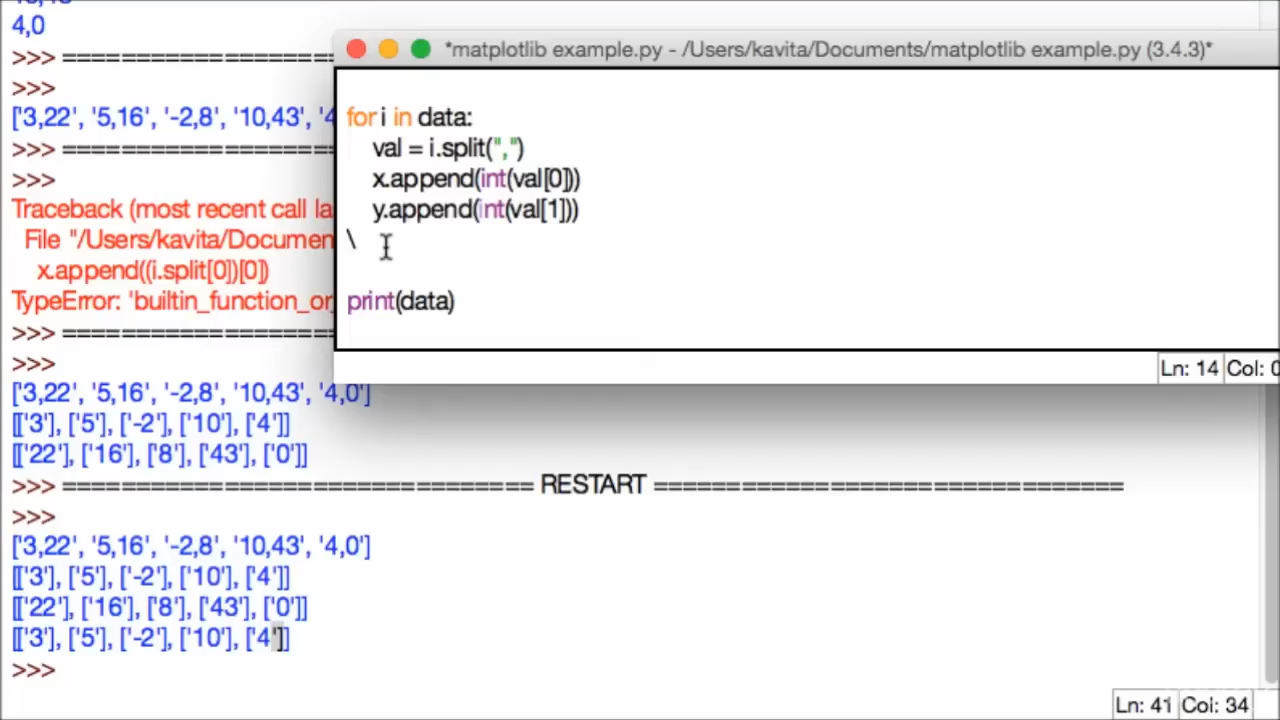 4,0
>>> ==================
>>>
['3,22', '5,16', '-2,8', '10,43', '4
>>> ==================
>>>
Traceback (most recent call la
File "/Users/kavita/Documen
x.append((i.split[0])[0])
TypeError: 'builtin_function_or_
>>> ==================
>>>
['3,22', '5,16', '-2,8', '10,43', '4,0']
[['3'], ['5'], ['-2'], ['10'], ['4']]
[['22'], ['16'], ['8'], ['43'], ['0']]
>>> ================================ RESTART ================================
>>>
['3,22', '5,16', '-2,8', '10,43', '4,0']
[['3'], ['5'], ['-2'], ['10'], ['4']]
[['22'], ['16'], ['8'], ['43'], ['0']]
[['3'], ['5'], ['-2'], ['10'], ['4']]
>>>
Ln: 41 Col: 34
*matplotlib example.py - /Users/kavita/Documents/matplotlib example.py (3.4.3)*
for i in data:
val = i.split(",")
x.append(int(val[0]))
y.append(int(val[1]))
\
print(data)
Ln: 14 Col: 0